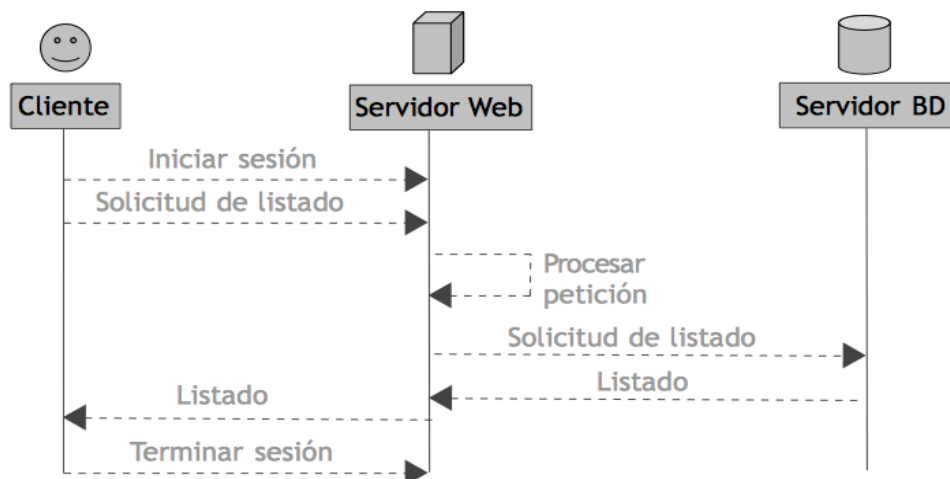 Cliente
Servidor Web
Servidor BD
Iniciar sesión
Solicitud de listado
Procesar
petición
Solicitud de listado
Listado
Listado
Terminar sesión